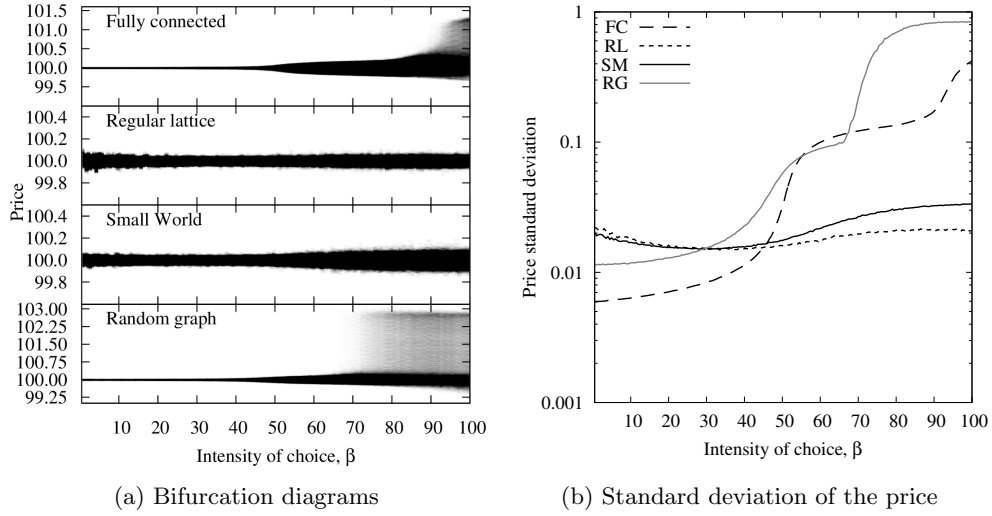 Price
101.5
101.0
100.5
100.0
99.5
Fully connected
100.4
100.2
100.0
99.8
Regular lattice
100.4
100.2
100.0
99.8
Small World
103.00
102.25
101.50
100.75
100.00
99.25
Random graph
10 20 30 40 50 60 70 80 90 100
Intensity of choice, β
(a) Bifurcation diagrams
Price standard deviation
1
0.1
0.01
0.001
FC
RL
SM
RG
10 20 30 40 50 60 70 80 90 100
Intensity of choice, β
(b) Standard deviation of the price